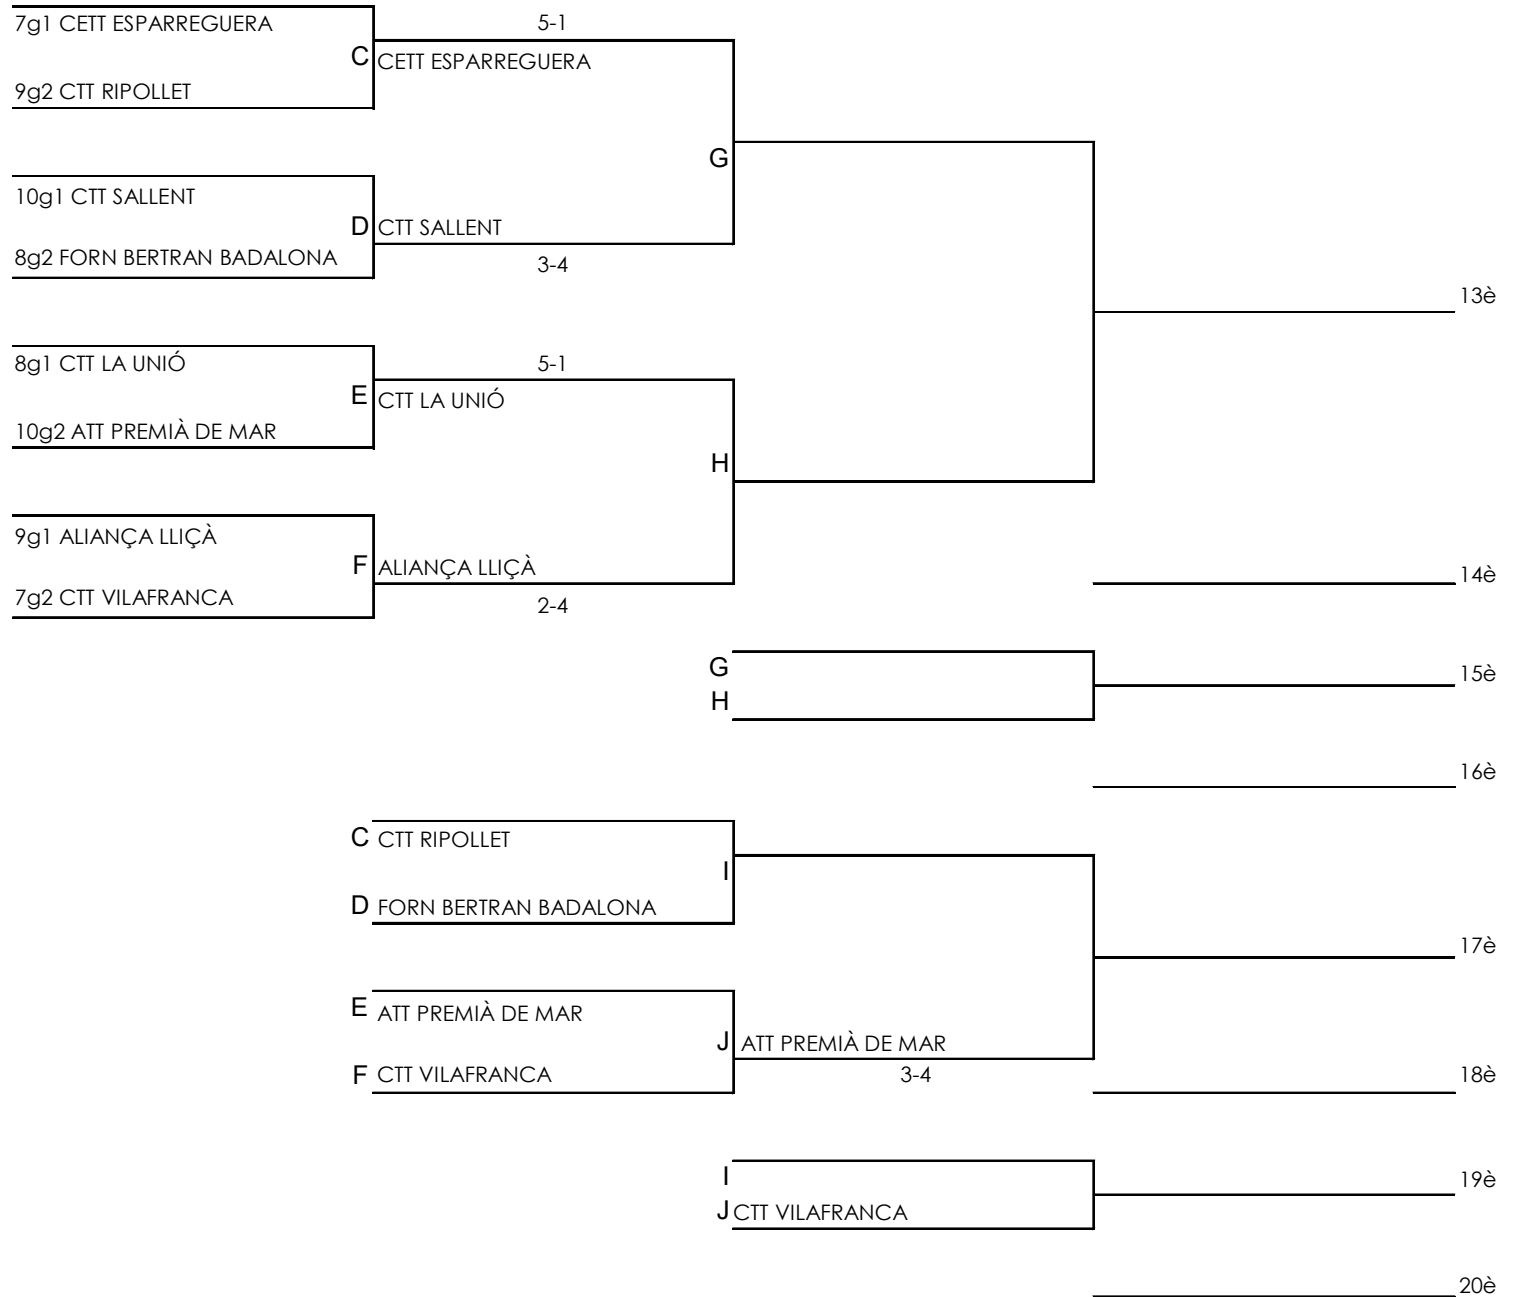 7g1 CETT ESPARREGUERA
5-1
C
CETT ESPARREGUERA
9g2 CTT RIPOLLET
G
10g1 CTT SALLENT
D CTT SALLENT
8g2 FORN BERTRAN BADALONA
3-4
13è
8g1 CTT LA UNIÓ
5-1
E CTT LA UNIÓ
10g2 ATT PREMIÀ DE MAR
H
9g1 ALIANÇA LLIÇÀ
F ALIANÇA LLIÇÀ
14è
7g2 CTT VILAFRANCA
2-4
G
15è
H
16è
C CTT RIPOLLET
I
D FORN BERTRAN BADALONA
17è
E ATT PREMIÀ DE MAR
J ATT PREMIÀ DE MAR
F CTT VILAFRANCA
3-4
18è
I
19è
J CTT VILAFRANCA
20è